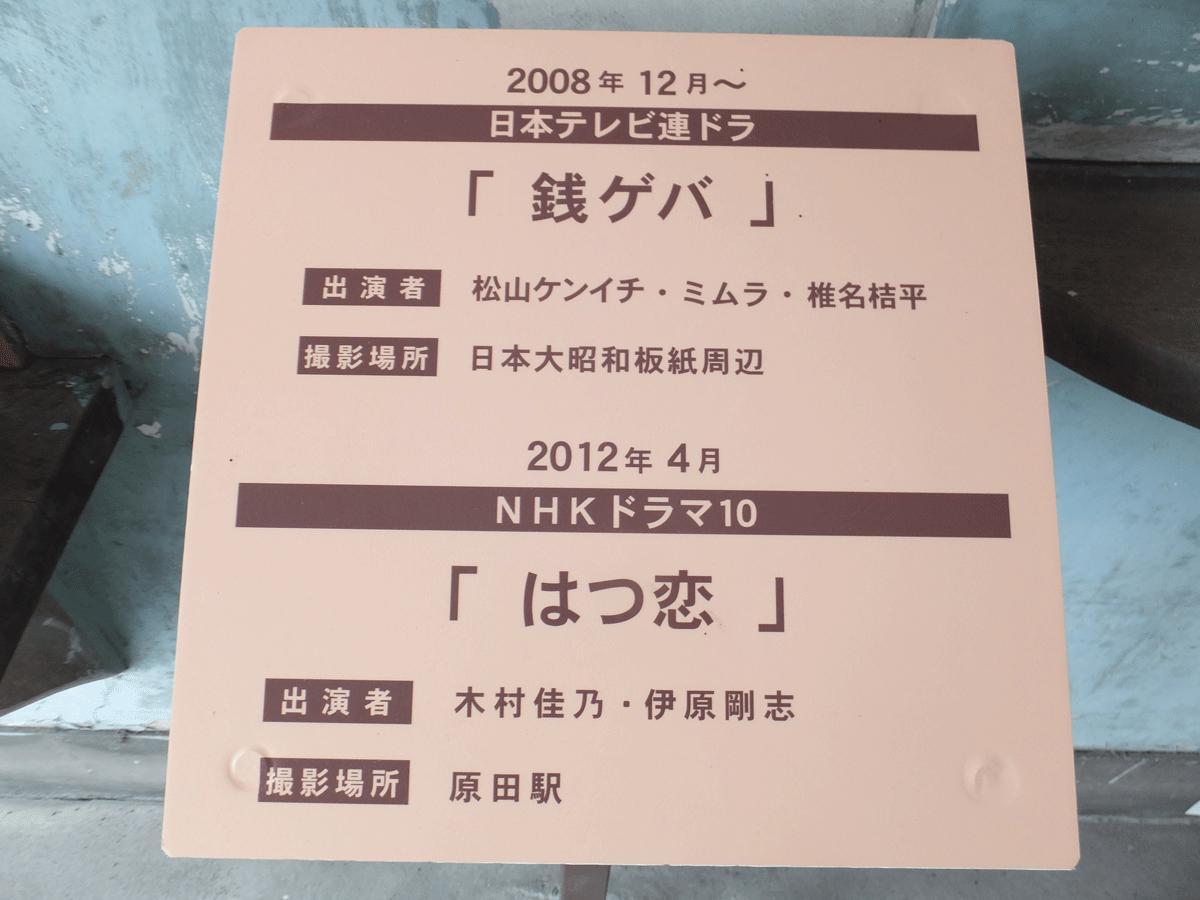 2008年 12月～
日本テレビ連ドラ
「 銭ゲバ 」
出演者 松山ケンイチ・ミムラ・椎名桔平
撮影場所 日本大昭和板紙周辺
2012年 4月
NHKドラマ10
「 はつ恋 」
出演者 木村佳乃・伊原剛志
撮影場所 原田駅